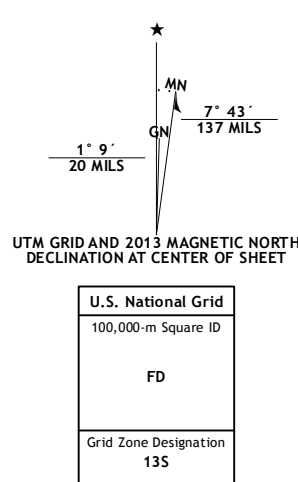 MN
7° 43´
137 MILS
GN
1° 9´
20 MILS
UTM GRID AND 2013 MAGNETIC NORTH
DECLINATION AT CENTER OF SHEET
U.S. National Grid
100,000-m Square ID
FD
Grid Zone Designation
13S